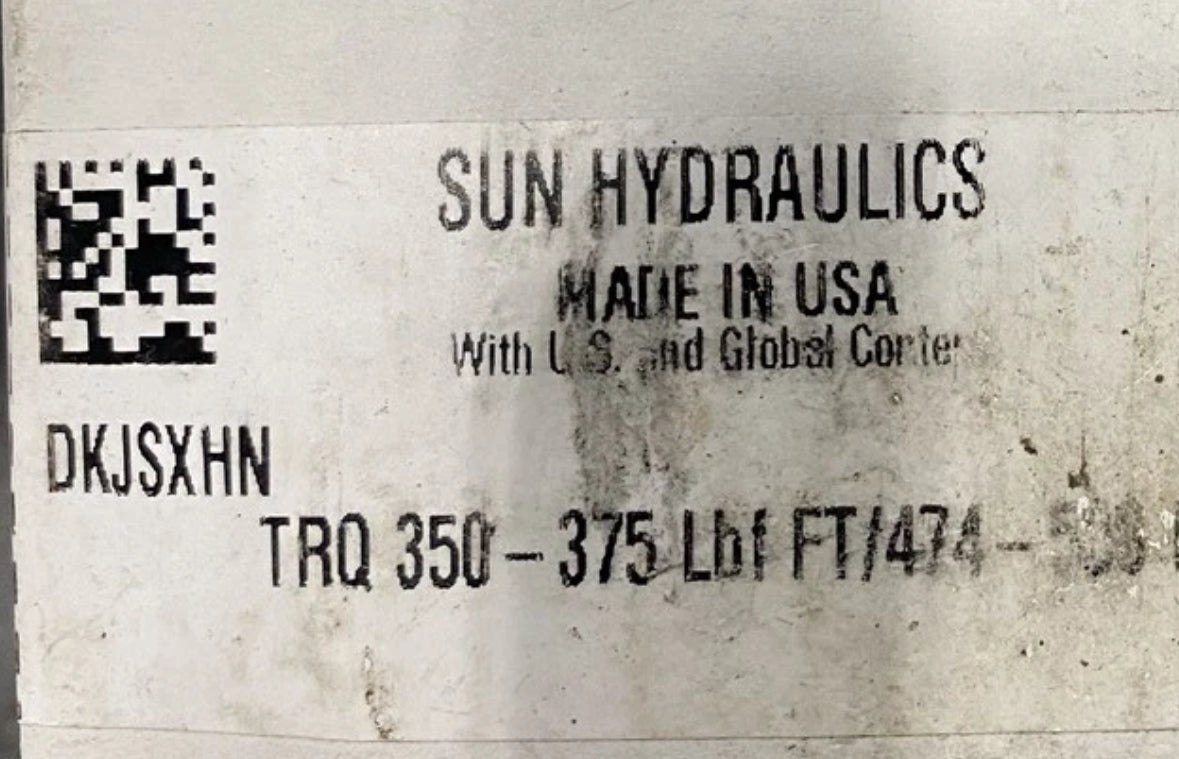 SUN HYDRAULICS
MADE IN USA
With U.S. and Global
DKJSXHN
TRQ 350 - 375 Lbf FT/474 -